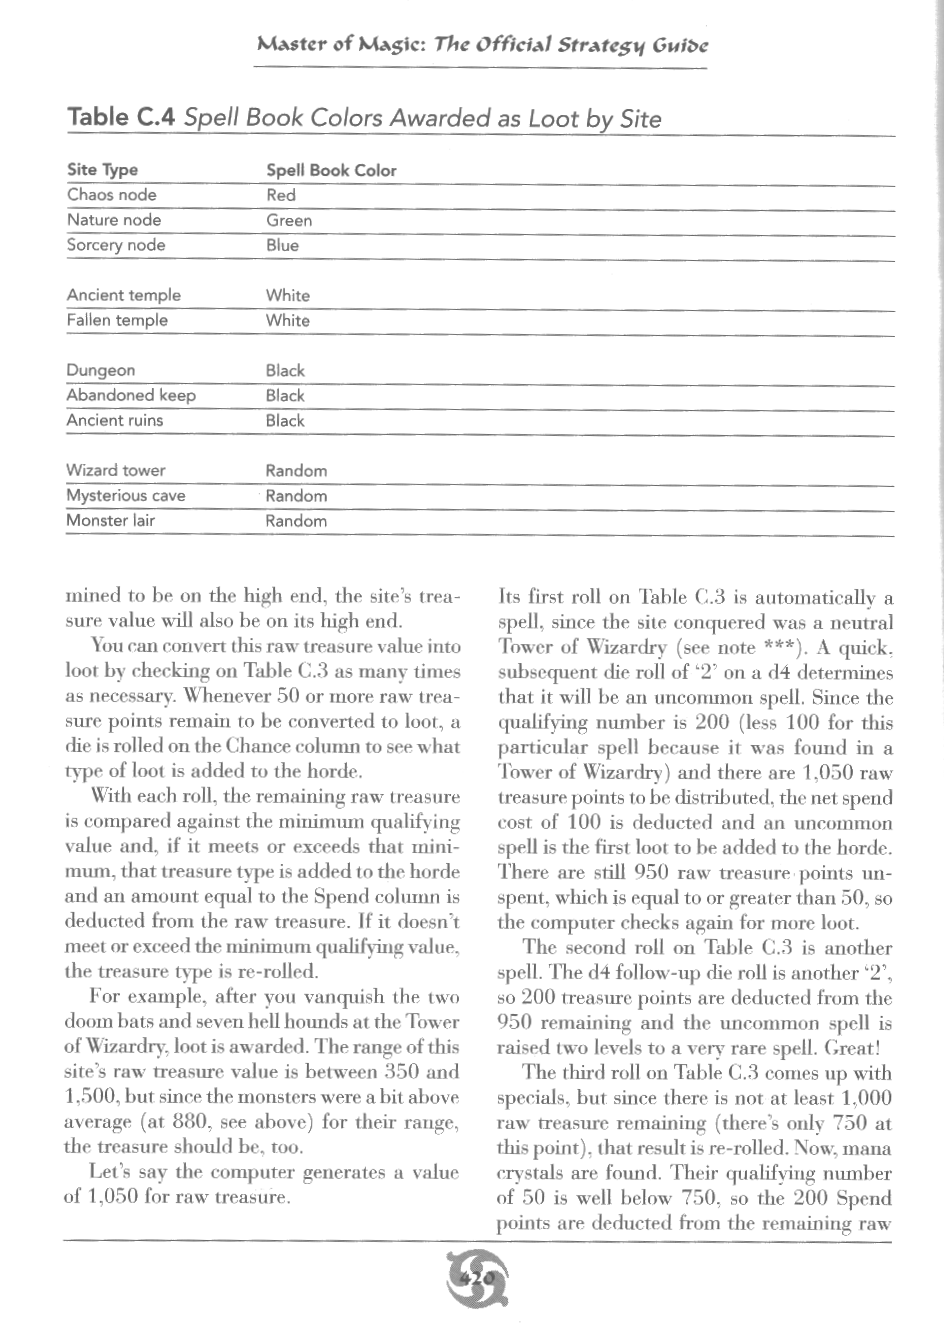 Master of Magic: The Official Strategy Guide
Table C.4 Spell Book Colors Awarded as Loot by Site
Site Type Spell Book Color
Chaos node Red
Nature node Green
Sorcery node Blue
Ancient temple White
Fallen temple White
Dungeon Black
Abandoned keep Black
Ancient ruins Black
Wizard tower Random
Mysterious cave Random
Monster lair Random
mined to be on the high end, the site's trea-
sure value will also be on its high end.
You can convert this raw treasure value into
loot by checking on Table C.3 as many times
as necessary. Whenever 50 or more raw trea-
sure points remain to be converted to loot, a
die is rolled on the Chance column to see what
type of loot is added to the horde.
With each roll, the remaining raw treasure
is compared against the minimum qualifying
value and, if it meets or exceeds that mini-
mum, that treasure type is added to the horde
and an amount equal to the Spend column is
deducted from the raw treasure. If it doesn't
meet or exceed the minimum qualifying value,
the treasure type is re-rolled.
For example, after you vanquish the two
doom bats and seven hell hounds at the Tower
of Wizardry, loot is awarded. The range of this
site's raw treasure value is between 350 and
1,500, but since the monsters were a bit above
average (at 880, see above) for their range,
the treasure should be, too.
Let's say the computer generates a value
of 1,050 for raw treasure.
Its first roll on Table C.3 is automatically a
spell, since the site conquered was a neutral
Tower of Wizardry (see note ***). A quick,
subsequent die roll of '2' on a d4 determines
that it will be an uncommon spell. Since the
qualifying number is 200 (less 100 for this
particular spell because it was found in a
Tower of Wizardry) and there are 1,050 raw
treasure points to be distributed, the net spend
cost of 100 is deducted and an uncommon
spell is the first loot to be added to the horde.
There are still 950 raw treasure points un-
spent, which is equal to or greater than 50, so
the computer checks again for more loot.
The second roll on Table C.3 is another
spell. The d4 follow-up die roll is another '2',
so 200 treasure points are deducted from the
950 remaining and the uncommon spell is
raised two levels to a very rare spell. Great!
The third roll on Table C.3 comes up with
specials, but since there is not at least 1,000
raw treasure remaining (there's only 750 at
this point), that result is re-rolled. Now, mana
crystals are found. Their qualifying number
of 50 is well below 750, so the 200 Spend
points are deducted from the remaining raw
420